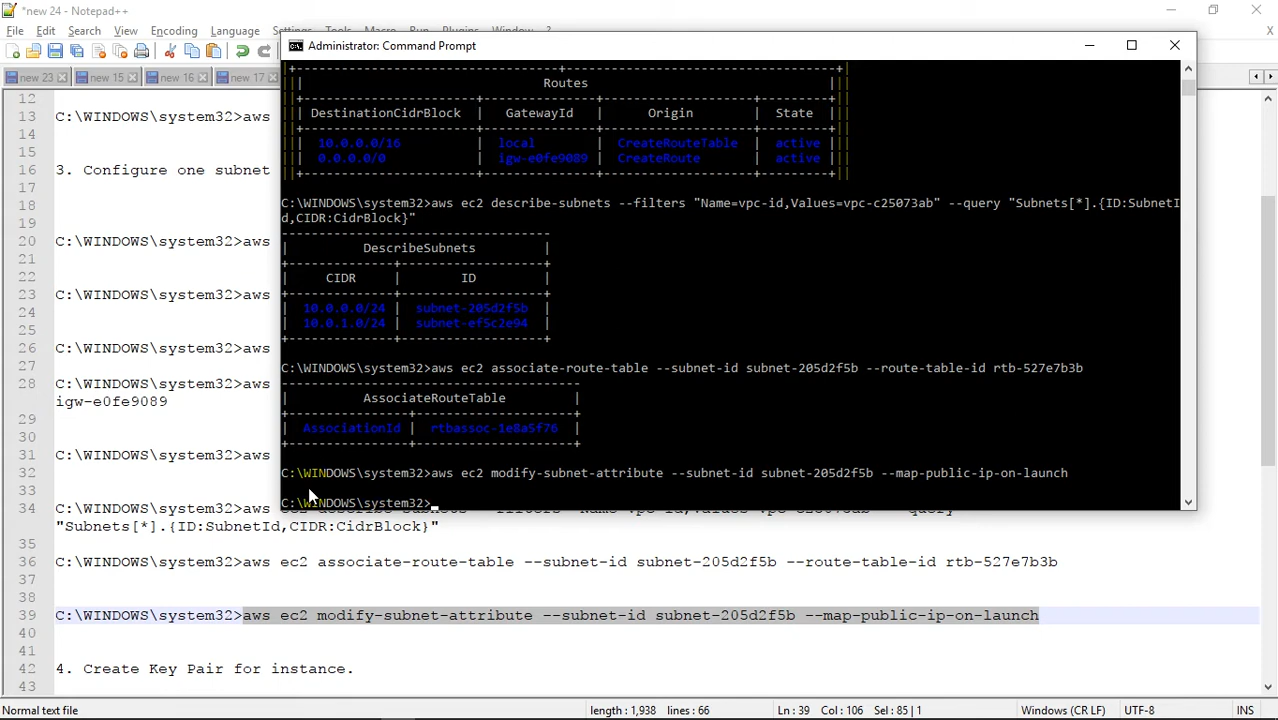 *new 24 - Notepad++
File Edit Search View Encoding Language Settings Tools Macro Run Plugins Window ?
X
new 23 new 15 new 16 new 17
Administrator: Command Prompt
Routes
DestinationCidrBlock | GatewayId | Origin | State
10.0.0.0/16 | local | CreateRouteTable | active
0.0.0.0/0 | igw-e0fe9089 | CreateRoute | active
C:\WINDOWS\system32>aws ec2 describe-subnets --filters "Name=vpc-id,Values=vpc-c25073ab" --query "Subnets[*].{ID:SubnetI
d,CIDR:CidrBlock}"
DescribeSubnets
CIDR | ID
10.0.0.0/24 | subnet-205d2f5b
10.0.1.0/24 | subnet-ef5c2e94
C:\WINDOWS\system32>aws ec2 associate-route-table --subnet-id subnet-205d2f5b --route-table-id rtb-527e7b3b
AssociateRouteTable
AssociationId | rtbassoc-1e8a5f76
C:\WINDOWS\system32>aws ec2 modify-subnet-attribute --subnet-id subnet-205d2f5b --map-public-ip-on-launch
C:\WINDOWS\system32>
12
13 C:\WINDOWS\system32>aws
14
15
16 3. Configure one subnet
17
18
19
20 C:\WINDOWS\system32>aws
21
22
23 C:\WINDOWS\system32>aws
24
25
26 C:\WINDOWS\system32>aws
27
28 C:\WINDOWS\system32>aws
igw-e0fe9089
29
30
31 C:\WINDOWS\system32>aws
32
33
34 C:\WINDOWS\system32>aws
"Subnets[*].{ID:SubnetId,CIDR:CidrBlock}"
35
36 C:\WINDOWS\system32>aws ec2 associate-route-table --subnet-id subnet-205d2f5b --route-table-id rtb-527e7b3b
37
38
39 C:\WINDOWS\system32>aws ec2 modify-subnet-attribute --subnet-id subnet-205d2f5b --map-public-ip-on-launch
40
41
42 4. Create Key Pair for instance.
43
Normal text file length : 1,938 lines : 66 Ln : 39 Col : 106 Sel : 85 | 1 Windows (CR LF) UTF-8 INS